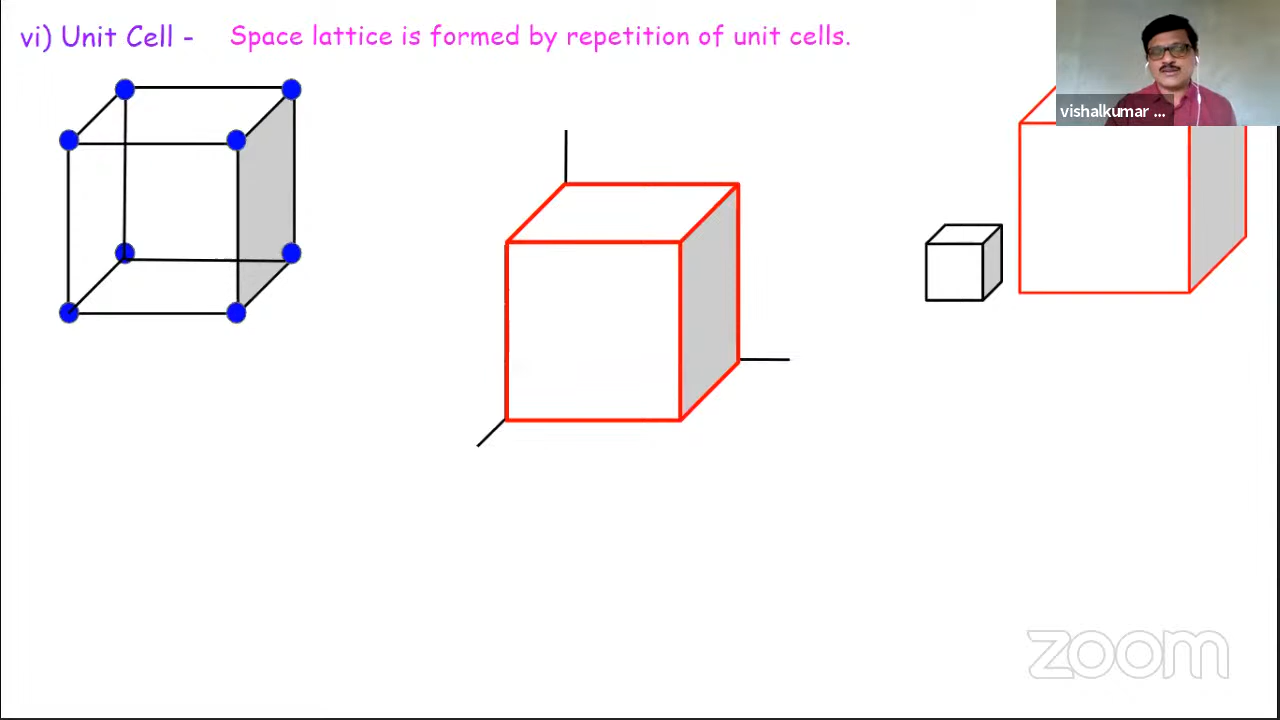 vi) Unit Cell - Space lattice is formed by repetition of unit cells.
vishalkumar ...
zoom